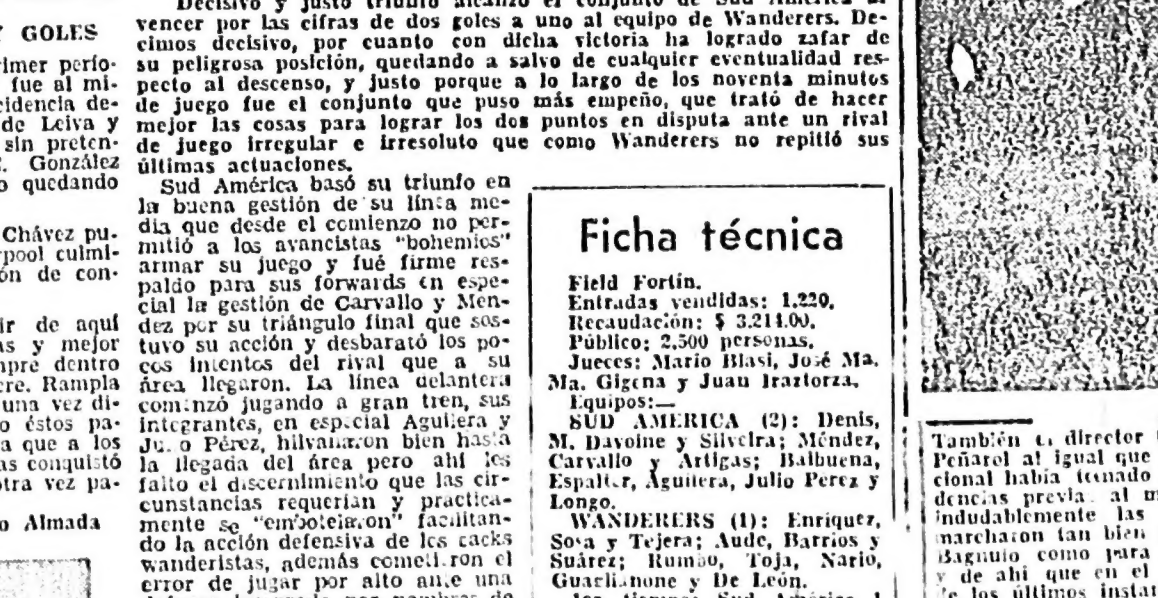 Y GOLES
rimer perío-
fue al mi-
cidencia de-
de Leiva y
sin preten-
González
o quedando
Chávez pu-
rpool culmi-
ón de con-
ir de aquí
as y mejor
mpre dentro
cre. Rampla
una vez di-
o éstos pa-
a que a los
as conquistó
otra vez pa-
o Almada
Decisivo y justo triunfo alcanzó el conjunto de Sud América al
vencer por las cifras de dos goles a uno al equipo de Wanderers. De-
cimos decisivo, por cuanto con dicha victoria ha logrado zafar de
su peligrosa posición, quedando a salvo de cualquier eventualidad res-
pecto al descenso, y justo porque a lo largo de los noventa minutos
de juego fue el conjunto que puso más empeño, que trató de hacer
mejor las cosas para lograr los dos puntos en disputa ante un rival
de juego irregular e irresoluto que como Wanderers no repitió sus
últimas actuaciones.
Sud América basó su triunfo en
la buena gestión de su línea me-
dia que desde el comienzo no per-
mitió a los avancistas "bohemios"
armar su juego y fué firme res-
paldo para sus forwards en espe-
cial la gestión de Carvallo y Mén-
dez por su triángulo final que sos-
tuvo su acción y desbarató los po-
cos intentos del rival que a su
área llegaron. La línea delantera
comenzó jugando a gran tren, sus
integrantes, en especial Aguilera y
Julio Pérez, hilvanaron bien hasta
la llegada del área pero ahí les
falto el discernimiento que las cir-
cunstancias requerían y practica-
mente se "embotellaron" facilitan-
do la acción defensiva de los cacks
wanderistas, además cometieron el
error de jugar por alto ante una
Ficha técnica
Field Fortín.
Entradas vendidas: 1.220.
Recaudación: $ 3.214.00.
Público: 2,500 personas.
Jueces: Mario Blasi, José Ma.
Ma. Gigena y Juan Iraztorza.
Equipos:—
SUD AMERICA (2): Denis,
M. Davoine y Silveira; Méndez,
Carvallo y Artigas; Balbuena,
Espalter, Aguilera, Julio Perez y
Longo.
WANDERERS (1): Enriquez,
Sosa y Tejera; Aude, Barrios y
Suárez; Rumbo, Toja, Nario,
Guaglianone y De León.
También el director
Peñarol al igual que
cional había tomado
dencias previa. al m
indudablemente las
marcharon tan bien
Bagnulo como para
y de ahi que en el
de los últimos instan